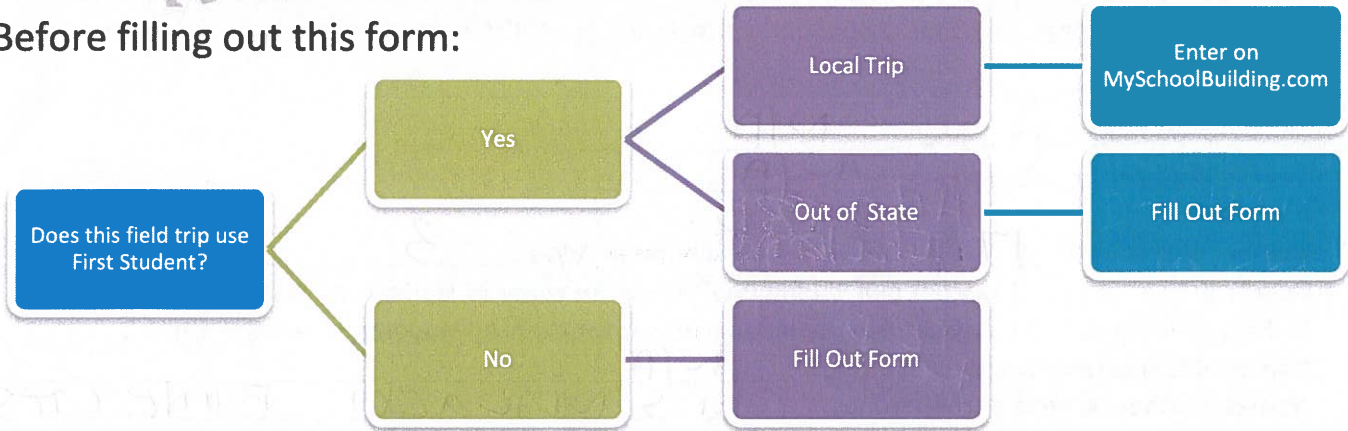 Before filling out this form:
Does this field trip use
First Student?
Yes
Local Trip
Enter on
MySchoolBuilding.com
Out of State
Fill Out Form
No
Fill Out Form